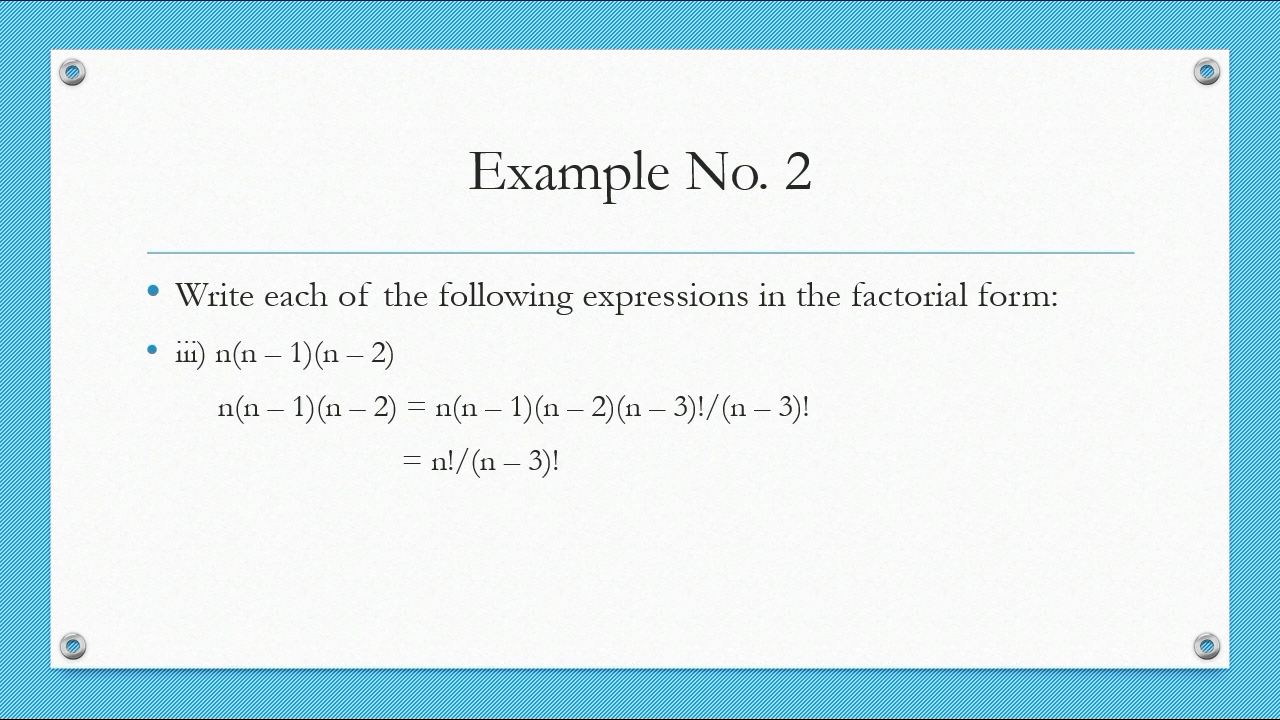 Example No. 2
• Write each of the following expressions in the factorial form:
• iii) n(n – 1)(n – 2)
n(n – 1)(n – 2) = n(n – 1)(n – 2)(n – 3)!/(n – 3)!
= n!/(n – 3)!